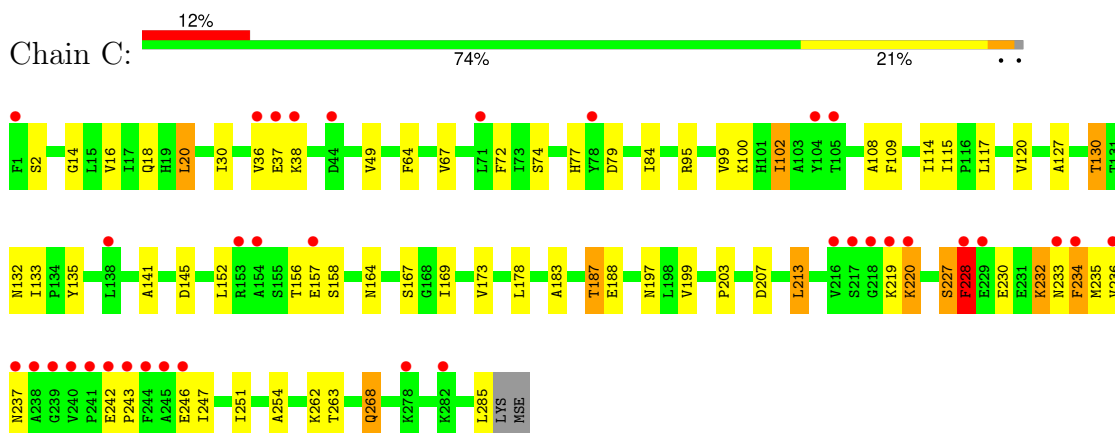 12%
Chain C:
74% 21% • •
F1 S2 G14 L15 V16 I17 Q18 H19 L20 I30 V36 E37 K38 D44 V49 F64 V67 L71 F72 I73 S74 H77 Y78 D79 I84 R95 V99 K100 H101 I102 A103 Y104 T105 A108 F109 I114 I115 P116 L117 V120 A127 T130 T131
N132 I133 P134 Y135 L138 A141 D145 L152 R153 A154 S155 T156 E157 S158 N164 S167 G168 I169 V173 L178 A183 T187 E188 N197 L198 V199 P203 D207 L213 V216 S217 G218 K219 K220 S227 F228 E229 E230 E231 K232 N233 F234 M235 V236
N237 A238 G239 V240 P241 E242 P243 F244 A245 E246 I247 I251 A254 K262 T263 Q268 K278 K282 L285 LYS MSE